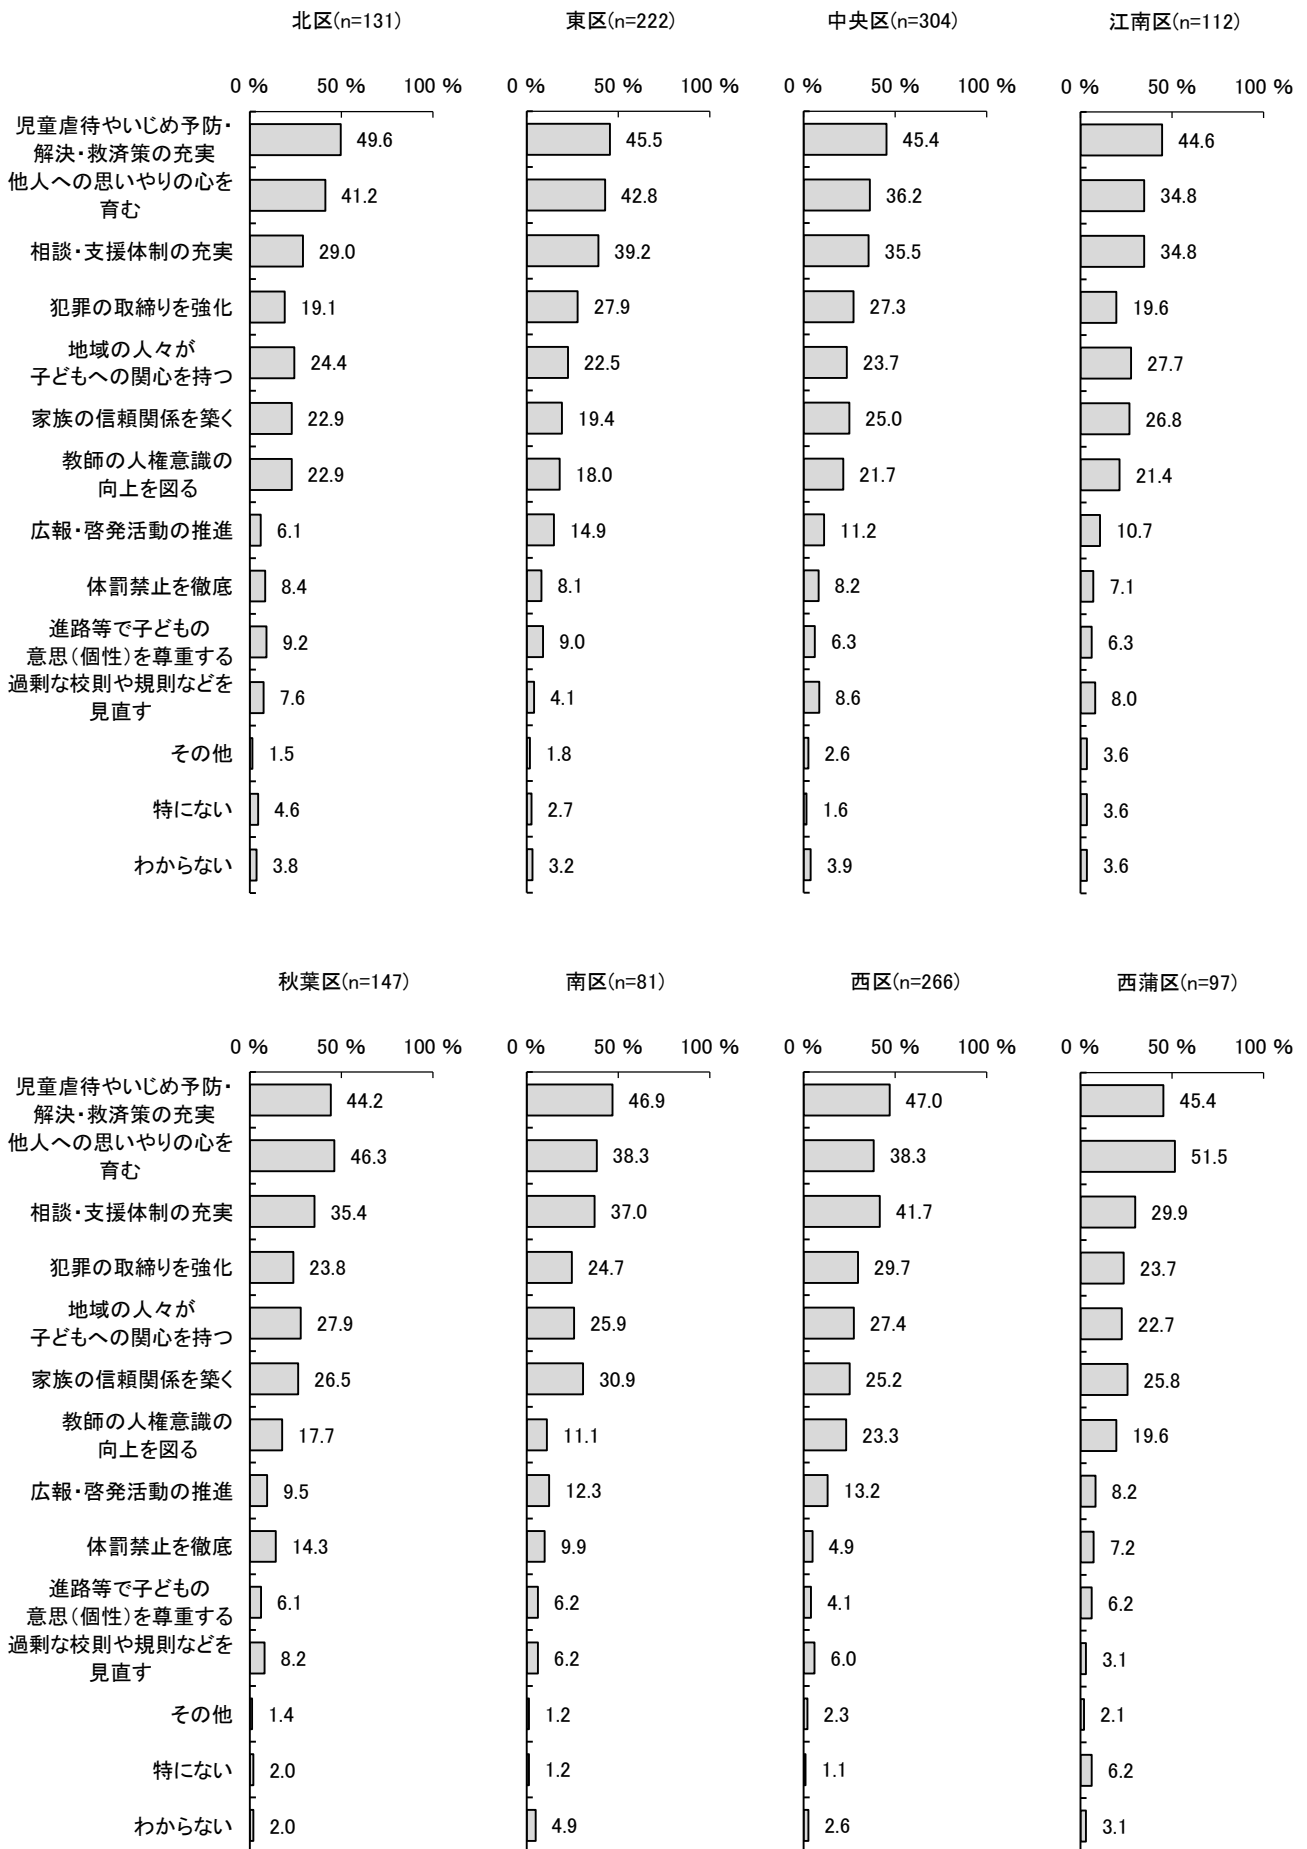 北区(n=131)
東区(n=222)
中央区(n=304)
江南区(n=112)
0 % 50 % 100 %
0 % 50 % 100 %
0 % 50 % 100 %
0 % 50 % 100 %
児童虐待やいじめ予防・
解決・救済策の充実
49.6 45.5 45.4 44.6
他人への思いやりの心を
育む
41.2 42.8 36.2 34.8
相談・支援体制の充実
29.0 39.2 35.5 34.8
犯罪の取締りを強化
19.1 27.9 27.3 19.6
地域の人々が
子どもへの関心を持つ
24.4 22.5 23.7 27.7
家族の信頼関係を築く
22.9 19.4 25.0 26.8
教師の人権意識の
向上を図る
22.9 18.0 21.7 21.4
広報・啓発活動の推進
6.1 14.9 11.2 10.7
体罰禁止を徹底
8.4 8.1 8.2 7.1
進路等で子どもの
意思(個性)を尊重する
9.2 9.0 6.3 6.3
過剰な校則や規則などを
見直す
7.6 4.1 8.6 8.0
その他
1.5 1.8 2.6 3.6
特にない
4.6 2.7 1.6 3.6
わからない
3.8 3.2 3.9 3.6
秋葉区(n=147)
南区(n=81)
西区(n=266)
西蒲区(n=97)
0 % 50 % 100 %
0 % 50 % 100 %
0 % 50 % 100 %
0 % 50 % 100 %
児童虐待やいじめ予防・
解決・救済策の充実
44.2 46.9 47.0 45.4
他人への思いやりの心を
育む
46.3 38.3 38.3 51.5
相談・支援体制の充実
35.4 37.0 41.7 29.9
犯罪の取締りを強化
23.8 24.7 29.7 23.7
地域の人々が
子どもへの関心を持つ
27.9 25.9 27.4 22.7
家族の信頼関係を築く
26.5 30.9 25.2 25.8
教師の人権意識の
向上を図る
17.7 11.1 23.3 19.6
広報・啓発活動の推進
9.5 12.3 13.2 8.2
体罰禁止を徹底
14.3 9.9 4.9 7.2
進路等で子どもの
意思(個性)を尊重する
6.1 6.2 4.1 6.2
過剰な校則や規則などを
見直す
8.2 6.2 6.0 3.1
その他
1.4 1.2 2.3 2.1
特にない
2.0 1.2 1.1 6.2
わからない
2.0 4.9 2.6 3.1